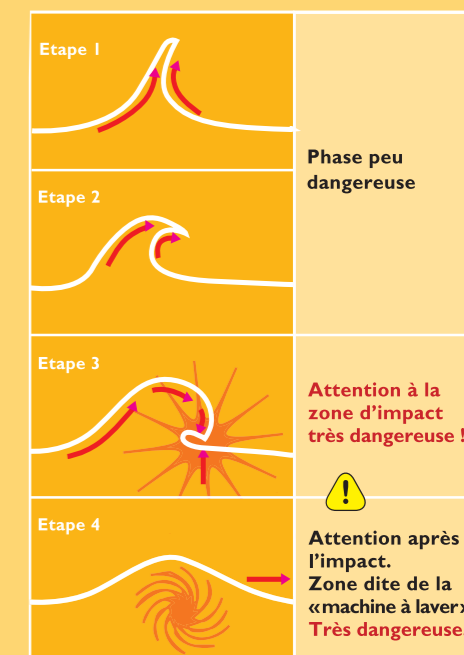 Etape 1
Phase peu
dangereuse
Etape 2
Etape 3
Attention à la
zone d’impact
très dangereuse !
!
Etape 4
Attention après
l’impact.
Zone dite de la
«machine à laver»
Très dangereuse